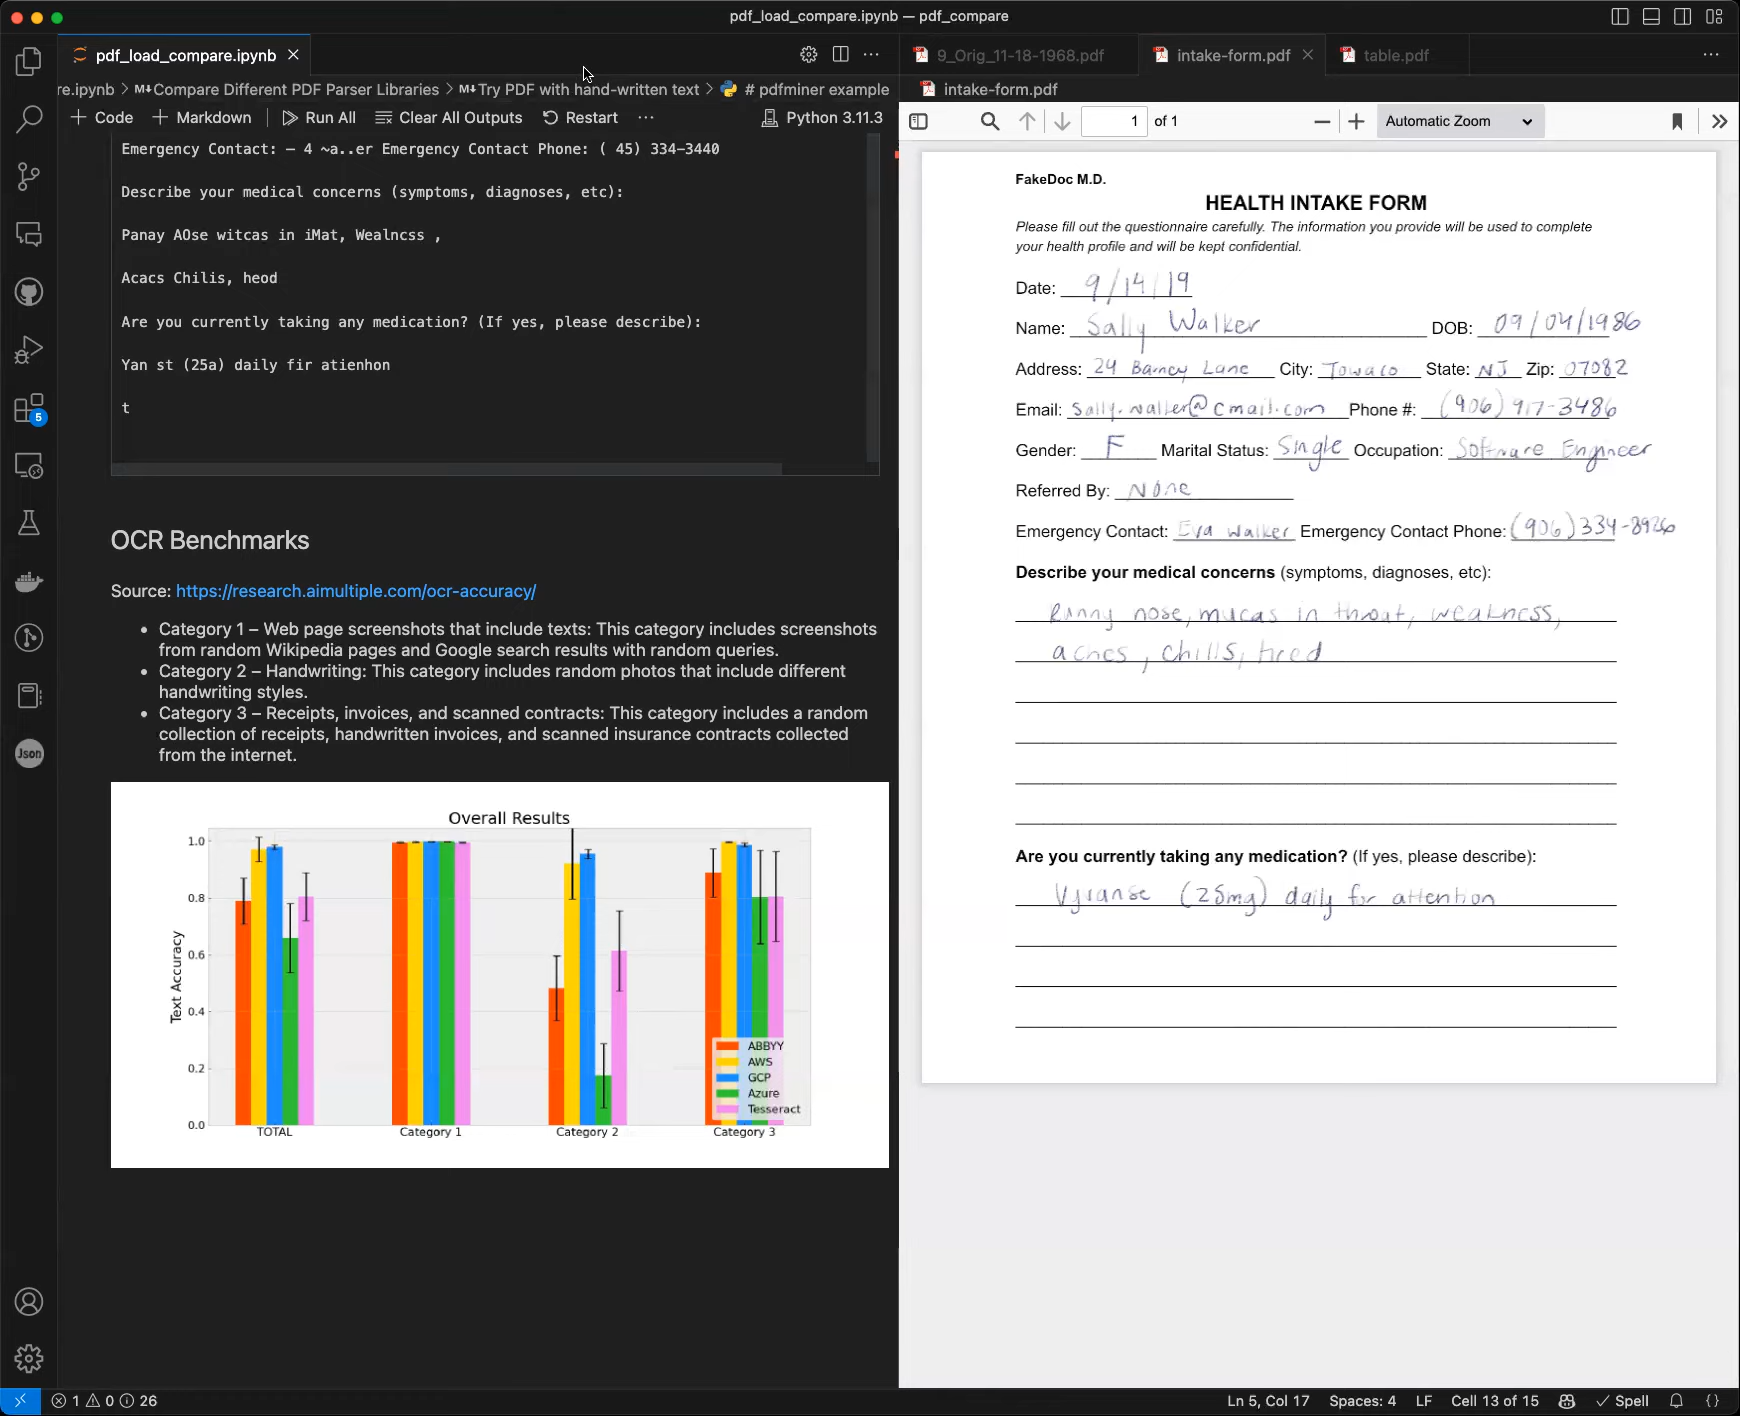 pdf_load_compare.ipynb — pdf_compare
pdf_load_compare.ipynb
re.ipynb > M↓Compare Different PDF Parser Libraries > M↓Try PDF with hand-written text > # pdfminer example
+ Code + Markdown Run All Clear All Outputs Restart ... Python 3.11.3
Emergency Contact: — 4 ~a..er Emergency Contact Phone: ( 45) 334-3440
Describe your medical concerns (symptoms, diagnoses, etc):
Panay AOse witcas in iMat, Wealncss ,
Acacs Chilis, heod
Are you currently taking any medication? (If yes, please describe):
Yan st (25a) daily fir atienhon
t
OCR Benchmarks
Source: https://research.aimultiple.com/ocr-accuracy/
• Category 1 – Web page screenshots that include texts: This category includes screenshots
from random Wikipedia pages and Google search results with random queries.
• Category 2 – Handwriting: This category includes random photos that include different
handwriting styles.
• Category 3 – Receipts, invoices, and scanned contracts: This category includes a random
collection of receipts, handwritten invoices, and scanned insurance contracts collected
from the internet.
Overall Results
Text Accuracy
1.0
0.8
0.6
0.4
0.2
0.0
TOTAL Category 1 Category 2 Category 3
ABBYY
AWS
GCP
Azure
Tesseract
5
Json
9_Orig_11-18-1968.pdf intake-form.pdf table.pdf
intake-form.pdf
1 of 1 Automatic Zoom
FakeDoc M.D.
HEALTH INTAKE FORM
Please fill out the questionnaire carefully. The information you provide will be used to complete
your health profile and will be kept confidential.
Date: 9/14/19
Name: Sally Walker DOB: 09/04/1986
Address: 24 Barney Lane City: Towaco State: NJ Zip: 07082
Email: Sally.walker@cmail.com Phone #: (906) 917-3486
Gender: F Marital Status: Single Occupation: Software Engineer
Referred By: None
Emergency Contact: Eva Walker Emergency Contact Phone: (906)334-8926
Describe your medical concerns (symptoms, diagnoses, etc):
Runny nose, mucas in throat, weakness,
aches, chills, tired
Are you currently taking any medication? (If yes, please describe):
Vyvanse (25mg) daily for attention
1 0 26 Ln 5, Col 17 Spaces: 4 LF Cell 13 of 15 Spell